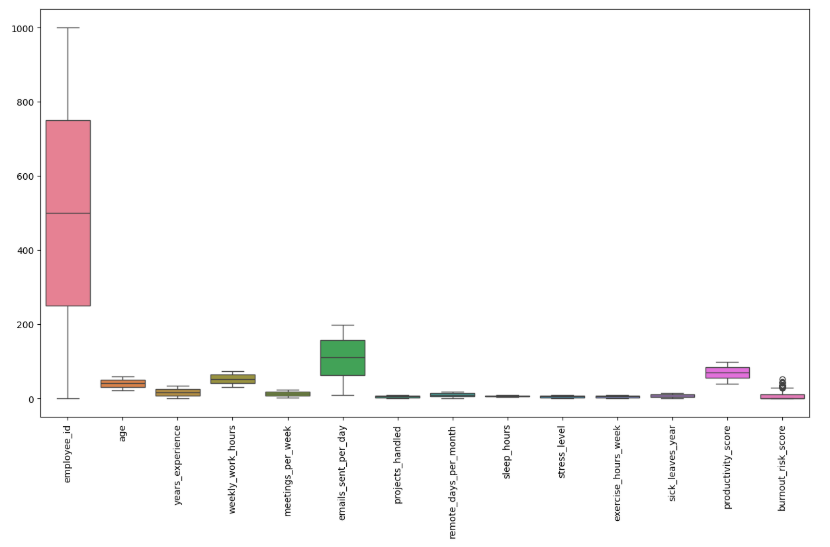 1000
800
600
400
200
0
employee_id
age
years_experience
weekly_work_hours
meetings_per_week
emails_sent_per_day
projects_handled
remote_days_per_month
sleep_hours
stress_level
exercise_hours_week
sick_leaves_year
productivity_score
burnout_risk_score